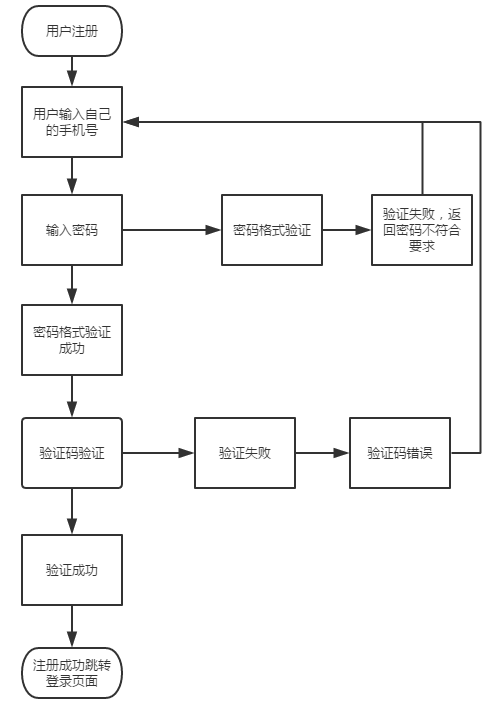 用户注册
用户输入自己
的手机号
输入密码
密码格式验证
验证失败，返
回密码不符合
要求
密码格式验证
成功
验证码验证
验证失败
验证码错误
验证成功
注册成功跳转
登录页面